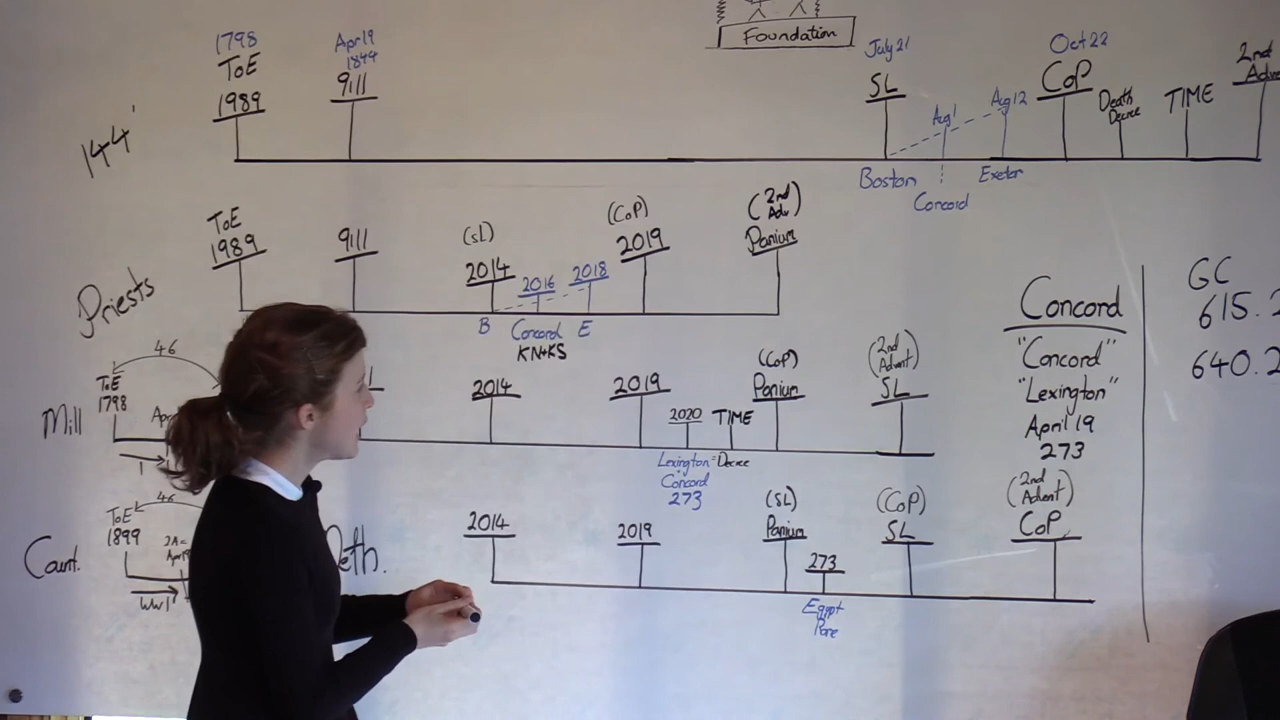 Foundation
1798
ToE
1989
Apr 19
1844
9/11
July 21
SL
Aug 1
Aug 12
Oct 22
CoP
Death
Decree
TIME
2nd
144'
Boston
Concord
Exeter
ToE
1989
9/11
(SL)
2014
2016
2018
(CoP)
2019
(2nd
Adv)
Panium
Priests
B
Concord
E
KN+KS
46
ToE
1798
2014
2019
2020
TIME
(CoP)
Panium
(2nd
Advent)
SL
Mill
Lexington = Decree
Concord
273
46
ToE
1899
2014
2019
(SL)
Panium
273
(CoP)
SL
(2nd
Advent)
CoP
Count.
WW1
Egypt
Concord
"Concord"
"Lexington"
April 19
273
GC
615.2
640.2